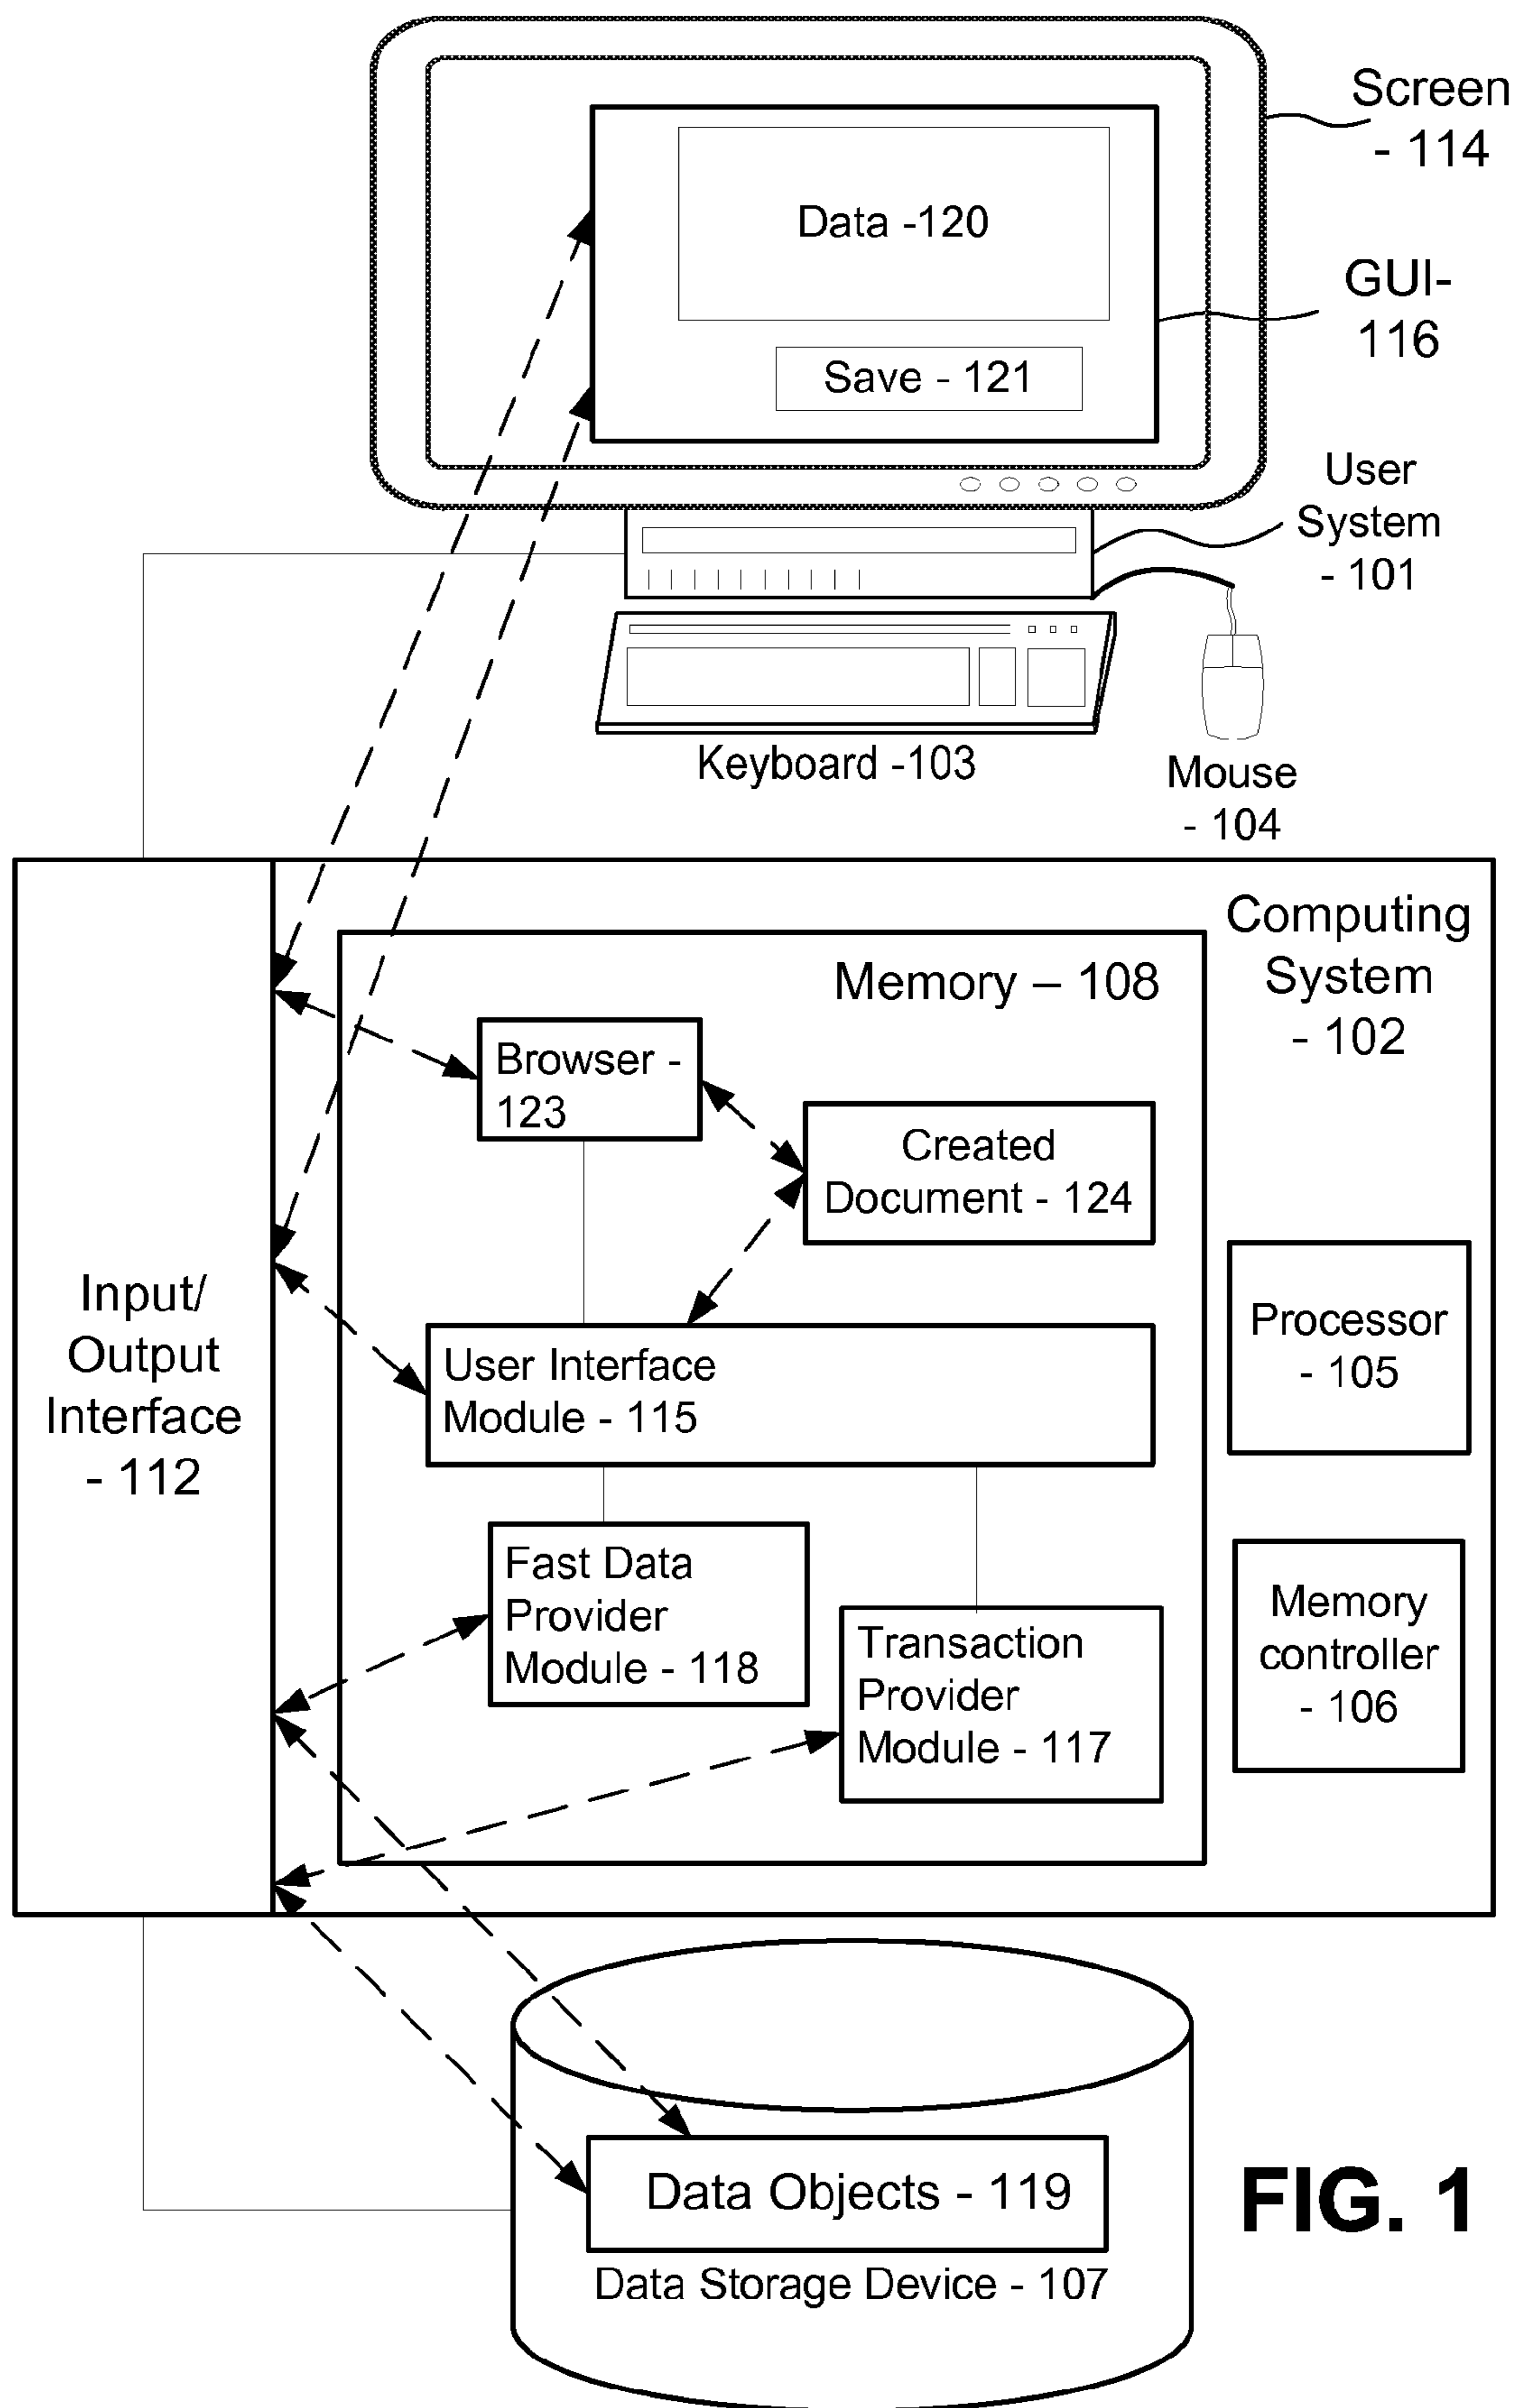 Screen
- 114
Data -120
GUI-
116
Save - 121
User
System
- 101
Keyboard -103
Mouse
- 104
Computing
System
- 102
Memory – 108
Browser -
123
Created
Document - 124
Input/
Output
Interface
- 112
User Interface
Module - 115
Processor
- 105
Fast Data
Provider
Module - 118
Transaction
Provider
Module - 117
Memory
controller
- 106
Data Objects - 119
Data Storage Device - 107
FIG. 1